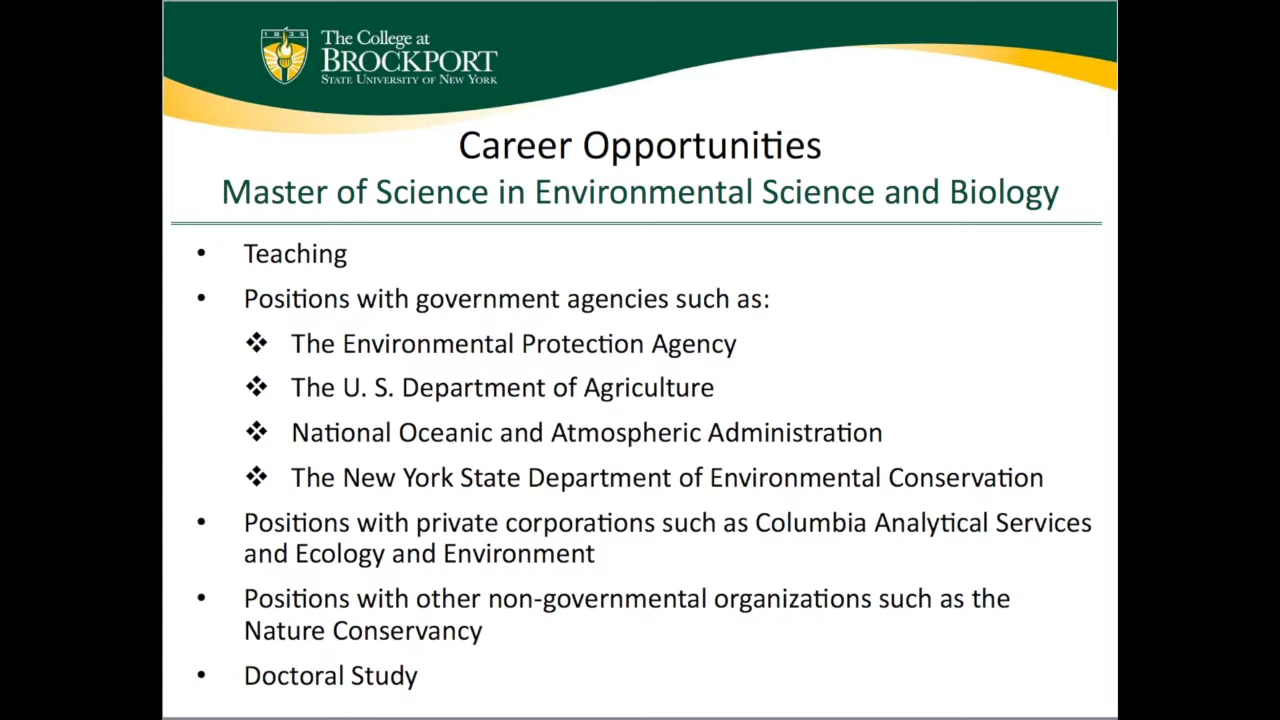 1835
The College at
BROCKPORT
STATE UNIVERSITY OF NEW YORK
Career Opportunities
Master of Science in Environmental Science and Biology
• Teaching
• Positions with government agencies such as:
❖ The Environmental Protection Agency
❖ The U. S. Department of Agriculture
❖ National Oceanic and Atmospheric Administration
❖ The New York State Department of Environmental Conservation
• Positions with private corporations such as Columbia Analytical Services
and Ecology and Environment
• Positions with other non-governmental organizations such as the
Nature Conservancy
• Doctoral Study